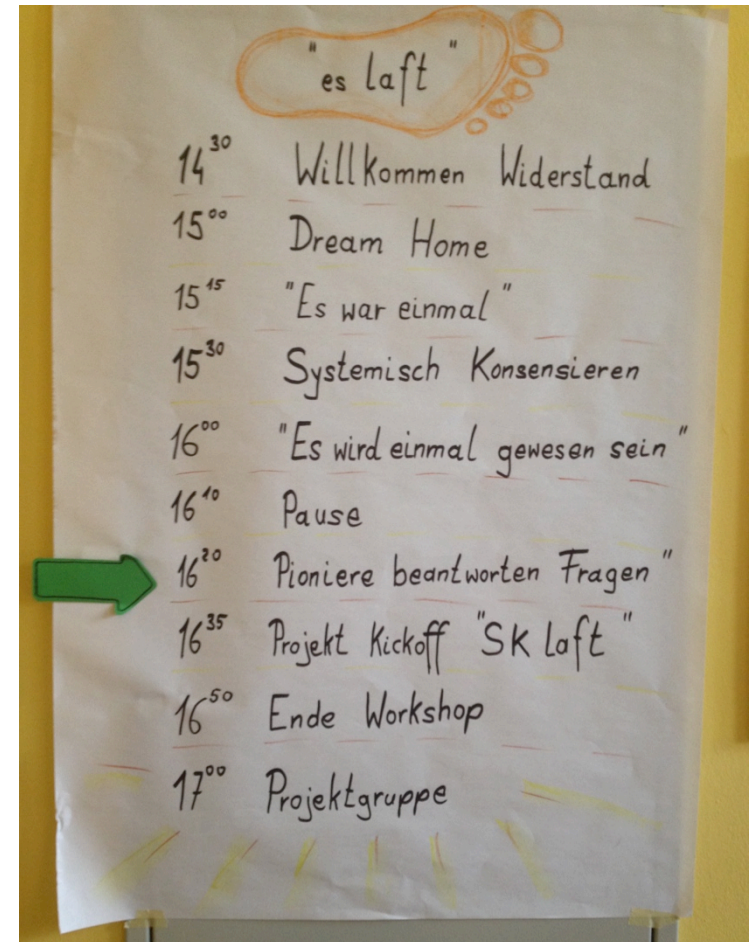 "es laft"
14³⁰ Willkommen Widerstand
15⁰⁰ Dream Home
15¹⁵ "Es war einmal"
15³⁰ Systemisch Konsensieren
16⁰⁰ "Es wird einmal gewesen sein"
16¹⁰ Pause
16²⁰ Pioniere beantworten Fragen"
16³⁵ Projekt Kickoff "SK laft"
16⁵⁰ Ende Workshop
17⁰⁰ Projektgruppe